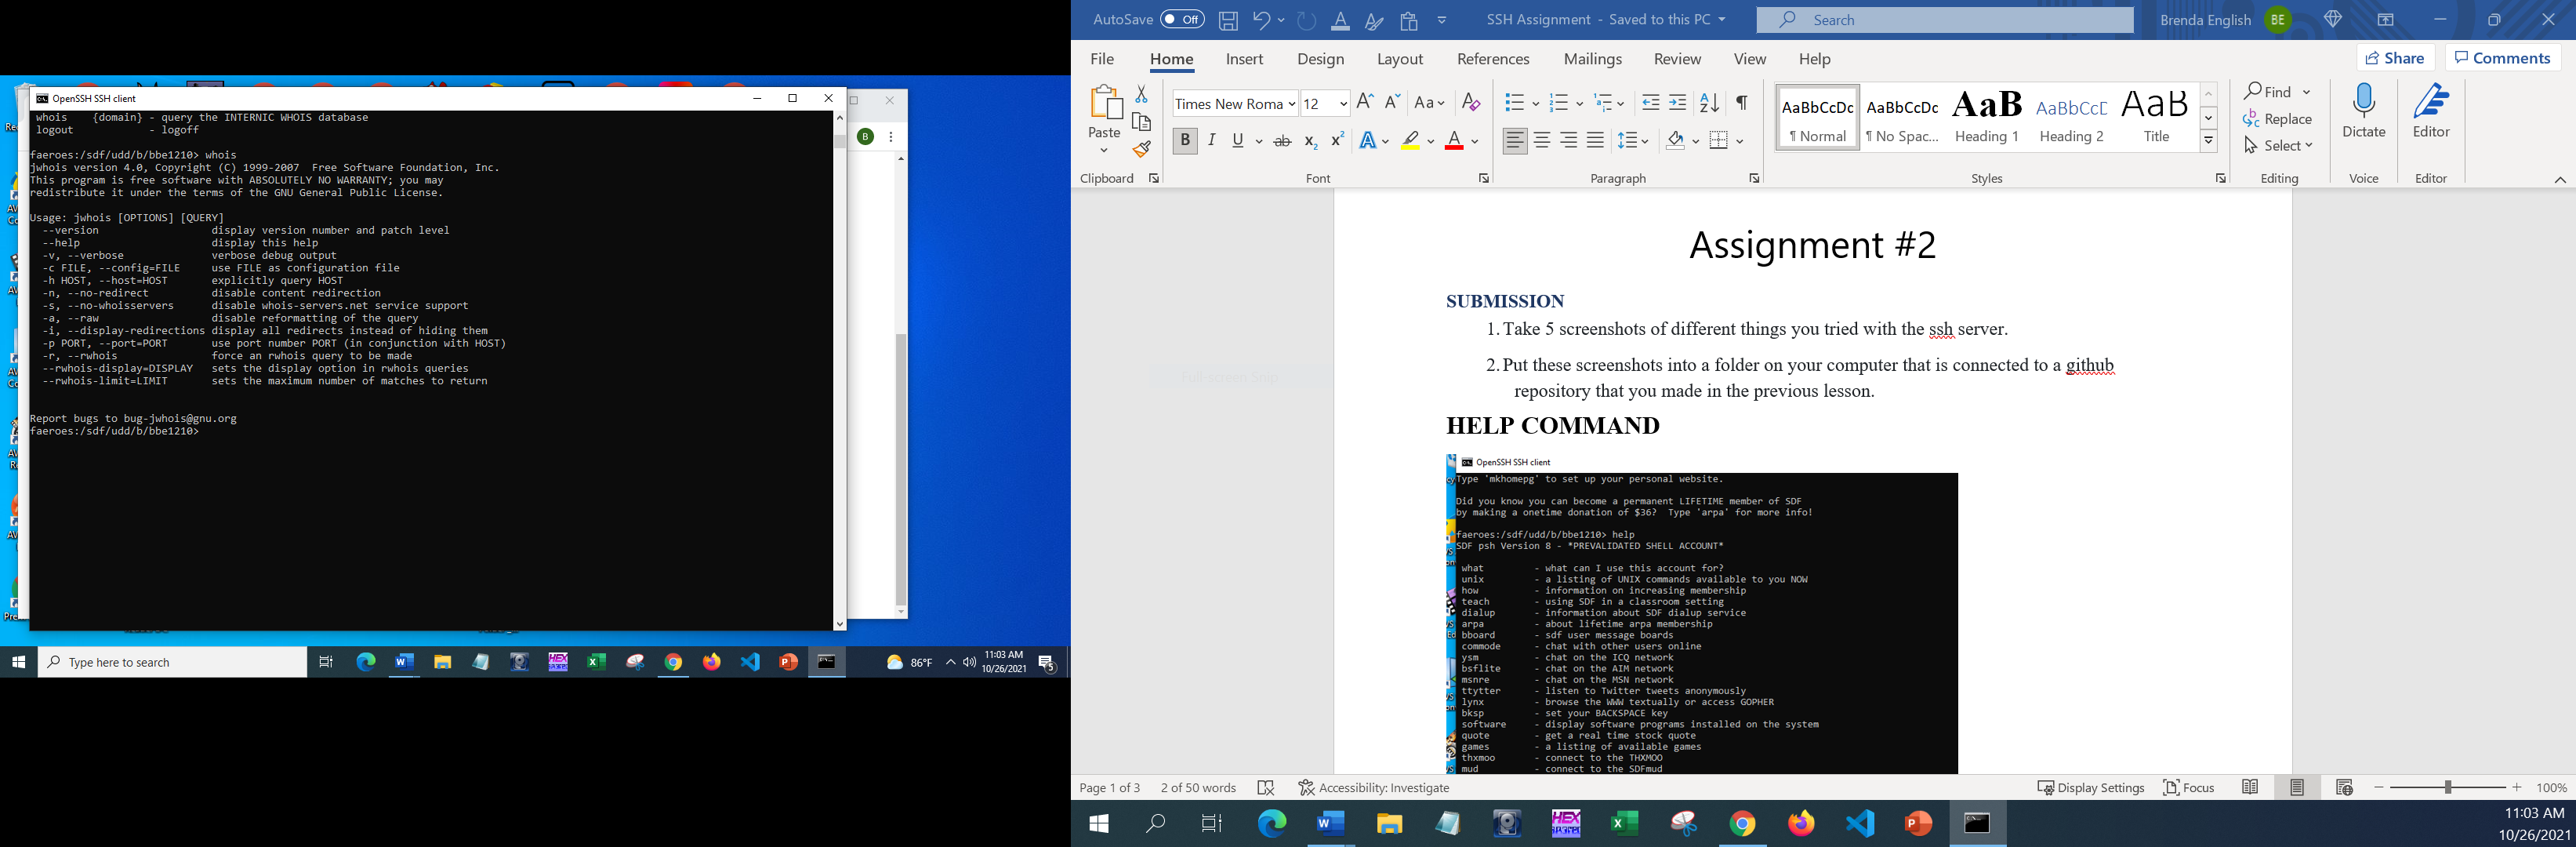 OpenSSH SSH client
whois    {domain} - query the INTERNIC WHOIS database
logout            - logoff
faeroes:/sdf/udd/b/bbe1210> whois
jwhois version 4.0, Copyright (C) 1999-2007  Free Software Foundation, Inc.
This program is free software with ABSOLUTELY NO WARRANTY; you may
redistribute it under the terms of the GNU General Public License.
Usage: jwhois [OPTIONS] [QUERY]
--version                  display version number and patch level
--help                     display this help
-v, --verbose              verbose debug output
-c FILE, --config=FILE     use FILE as configuration file
-h HOST, --host=HOST       explicitly query HOST
-n, --no-redirect          disable content redirection
-s, --no-whoisservers      disable whois-servers.net service support
-a, --raw                  disable reformatting of the query
-i, --display-redirections display all redirects instead of hiding them
-p PORT, --port=PORT       use port number PORT (in conjunction with HOST)
-r, --rwhois               force an rwhois query to be made
--rwhois-display=DISPLAY   sets the display option in rwhois queries
--rwhois-limit=LIMIT       sets the maximum number of matches to return
Report bugs to bug-jwhois@gnu.org
faeroes:/sdf/udd/b/bbe1210>
B
Type here to search
86°F
11:03 AM
10/26/2021
5
AutoSave Off
SSH Assignment - Saved to this PC
Search
Brenda English BE
File Home Insert Design Layout References Mailings Review View Help
Share Comments
Paste
Times New Roma 12
Aa
B I U ab x2 x2 A A
AaBbCcDc AaBbCcDc AaB AaBbCcC AaB
¶ Normal ¶ No Spac... Heading 1 Heading 2 Title
Find
Replace
Select
Dictate
Editor
Clipboard Font Paragraph Styles Editing Voice Editor
Assignment #2
SUBMISSION
1. Take 5 screenshots of different things you tried with the ssh server.
2. Put these screenshots into a folder on your computer that is connected to a github
repository that you made in the previous lesson.
HELP COMMAND
OpenSSH SSH client
Type 'mkhomepg' to set up your personal website.
Did you know you can become a permanent LIFETIME member of SDF
by making a onetime donation of $36?  Type 'arpa' for more info!
faeroes:/sdf/udd/b/bbe1210> help
SDF psh Version 8 - *PREVALIDATED SHELL ACCOUNT*
what         - what can I use this account for?
unix         - a listing of UNIX commands available to you NOW
how          - information on increasing membership
teach        - using SDF in a classroom setting
dialup       - information about SDF dialup service
arpa         - about lifetime arpa membership
bboard       - sdf user message boards
commode      - chat with other users online
ysm          - chat on the ICQ network
bsflite      - chat on the AIM network
msnre        - chat on the MSN network
ttytter      - listen to Twitter tweets anonymously
lynx         - browse the WWW textually or access GOPHER
bksp         - set your BACKSPACE key
software     - display software programs installed on the system
quote        - get a real time stock quote
games        - a listing of available games
thxmoo       - connect to the THXMOO
mud          - connect to the SDFmud
Page 1 of 3 2 of 50 words Accessibility: Investigate
Display Settings Focus 100%
11:03 AM
10/26/2021